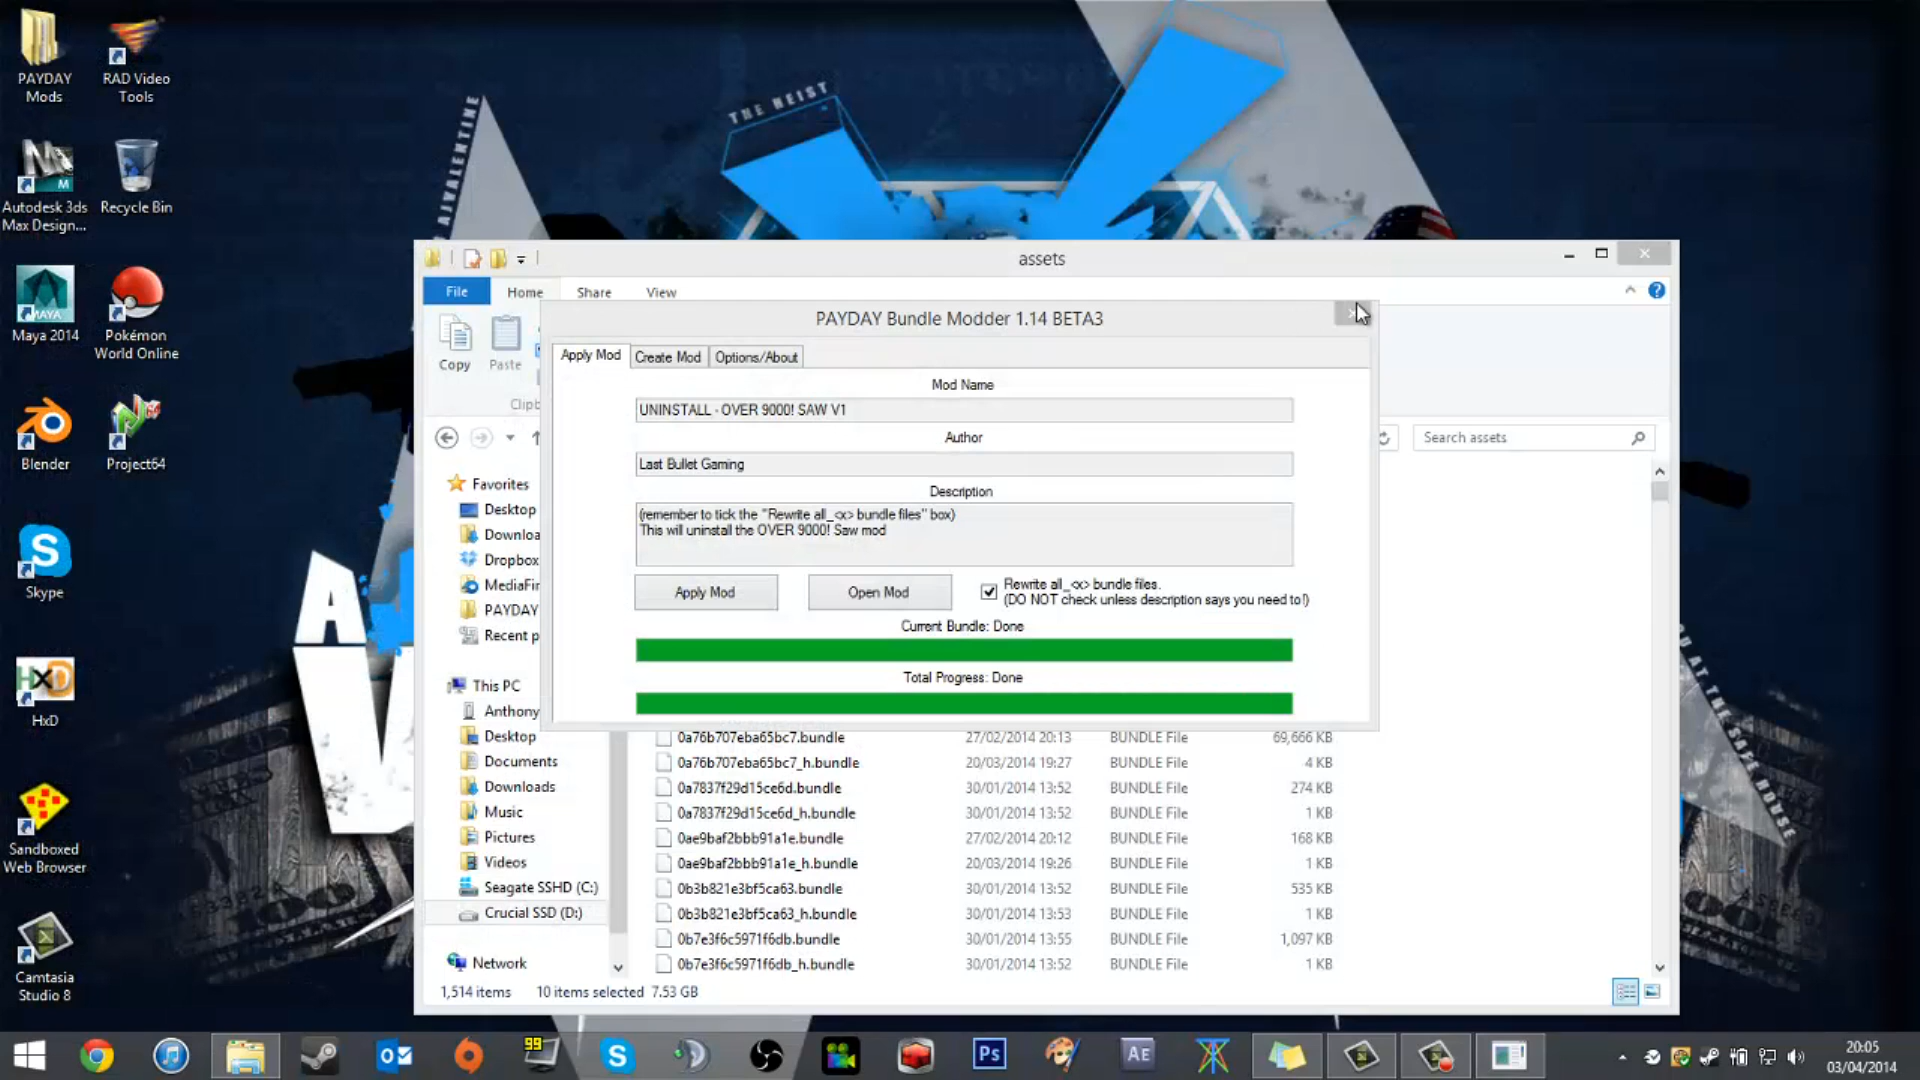 PAYDAY Mods
RAD Video Tools
Autodesk 3ds Max Design...
Recycle Bin
Maya 2014
Pokémon World Online
Blender
Project64
Skype
HxD
Sandboxed Web Browser
Camtasia Studio 8
THE HEIST
assets
File
Home
Share
View
Copy
Paste
Search assets
Favorites
Desktop
Dropbox
PAYDAY
This PC
Anthony
Desktop
Documents
Downloads
Music
Pictures
Videos
Seagate SSHD (C:)
Crucial SSD (D:)
Network
PAYDAY Bundle Modder 1.14 BETA3
Apply Mod
Create Mod
Options/About
Mod Name
UNINSTALL - OVER 9000! SAW V1
Author
Last Bullet Gaming
Description
(remember to tick the "Rewrite all_<x> bundle files" box)
This will uninstall the OVER 9000! Saw mod
Apply Mod
Open Mod
Rewrite all_<x> bundle files.
(DO NOT check unless description says you need to!)
Current Bundle: Done
Total Progress: Done
0a76b707eba65bc7.bundle 27/02/2014 20:13 BUNDLE File 69,666 KB
0a76b707eba65bc7_h.bundle 20/03/2014 19:27 BUNDLE File 4 KB
0a7837f29d15ce6d.bundle 30/01/2014 13:52 BUNDLE File 274 KB
0a7837f29d15ce6d_h.bundle 30/01/2014 13:52 BUNDLE File 1 KB
0ae9baf2bbb91a1e.bundle 27/02/2014 20:12 BUNDLE File 168 KB
0ae9baf2bbb91a1e_h.bundle 20/03/2014 19:26 BUNDLE File 1 KB
0b3b821e3bf5ca63.bundle 30/01/2014 13:52 BUNDLE File 535 KB
0b3b821e3bf5ca63_h.bundle 30/01/2014 13:53 BUNDLE File 1 KB
0b7e3f6c5971f6db.bundle 30/01/2014 13:55 BUNDLE File 1,097 KB
0b7e3f6c5971f6db_h.bundle 30/01/2014 13:52 BUNDLE File 1 KB
1,514 items 10 items selected 7.53 GB
99
Ps
AE
20:05
03/04/2014